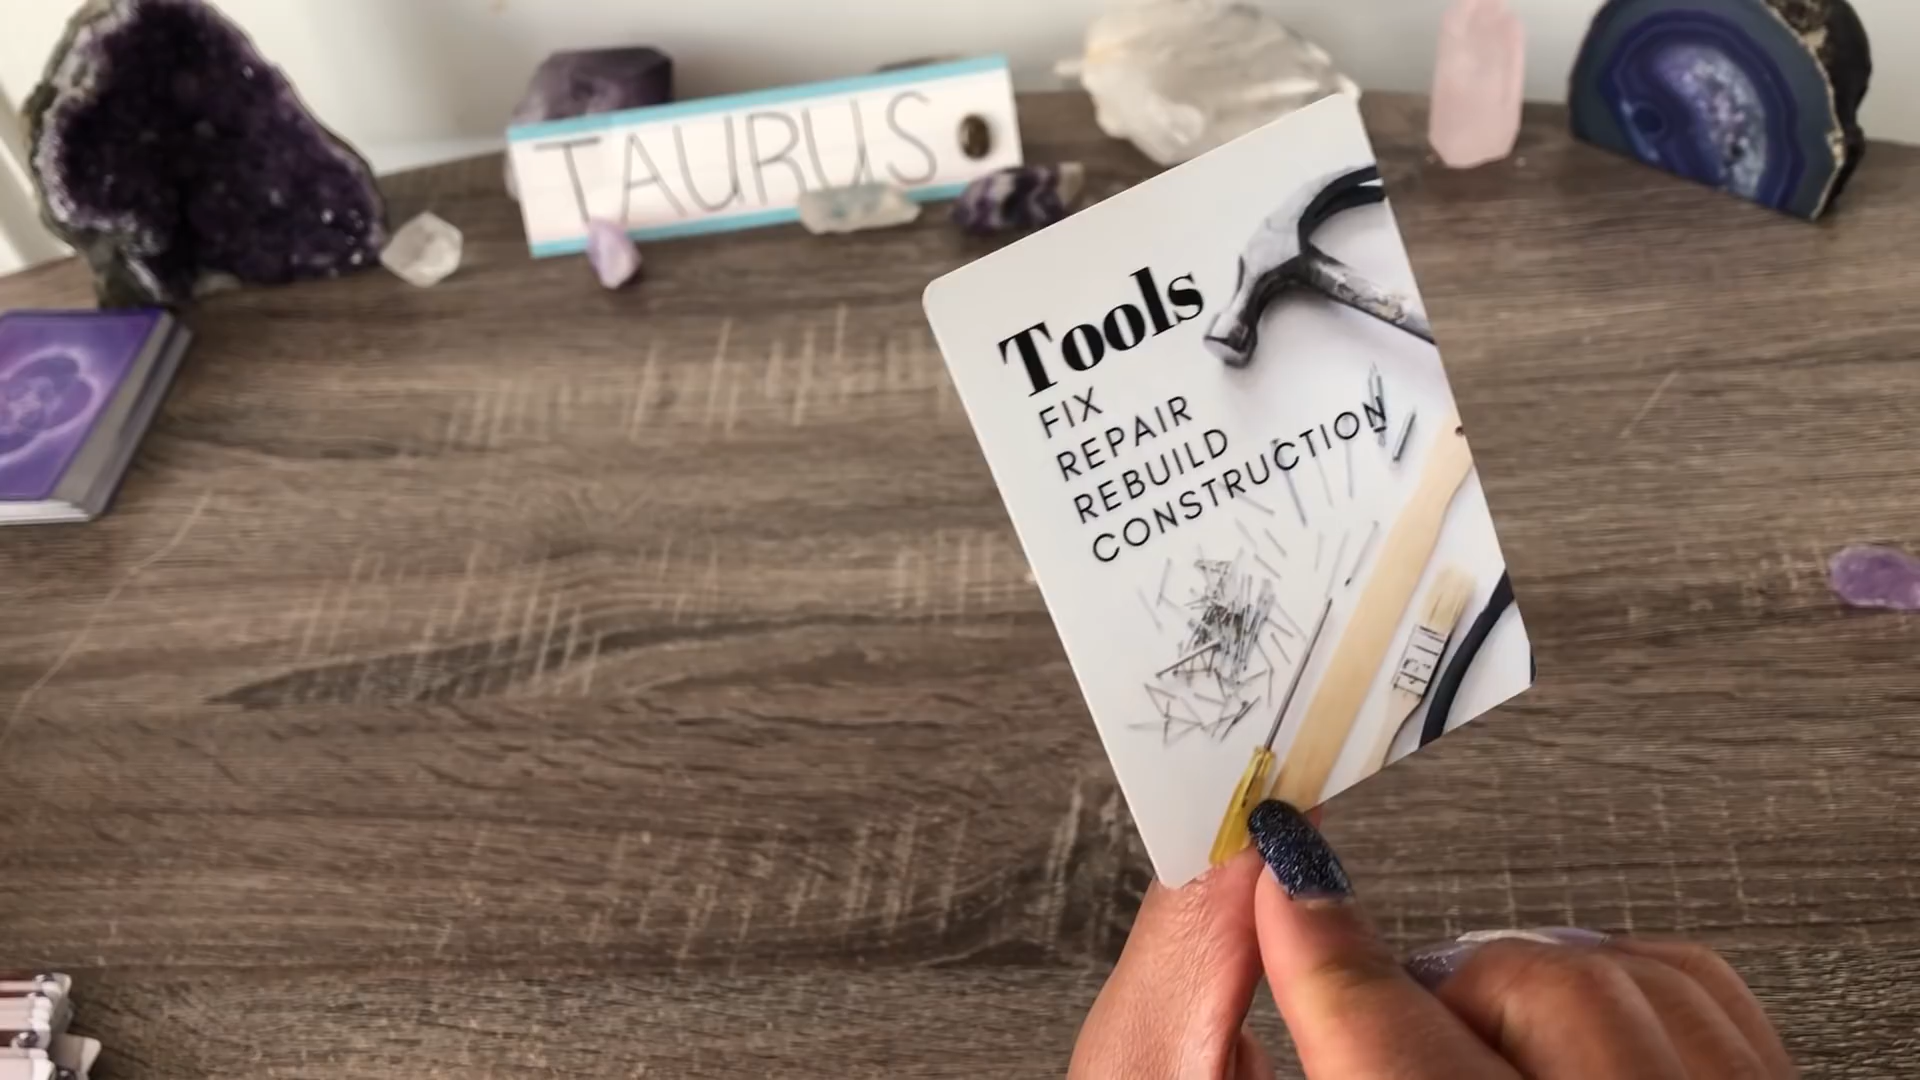 TAURUS
Tools
FIX
REPAIR
REBUILD
CONSTRUCTION